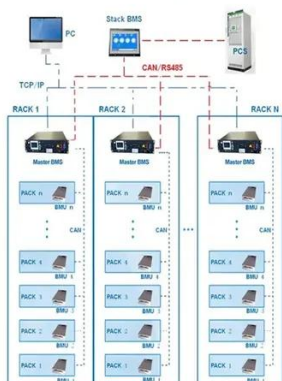 PC
Stack BMS
PCS
CAN/RS485
TCP/IP
RACK 1
RACK 2
RACK N
Master BMS
Master BMS
Master BMS
PACK n
BMU n
PACK n
BMU n
PACK n
BMU n
CAN
CAN
CAN
PACK 4
BMU 4
PACK 4
BMU 4
PACK 4
BMU 4
PACK 3
BMU 3
PACK 3
BMU 3
PACK 3
BMU 3
PACK 2
BMU
PACK 2
BMU
PACK 2
BMU
PACK 1
PACK 1
PACK 1